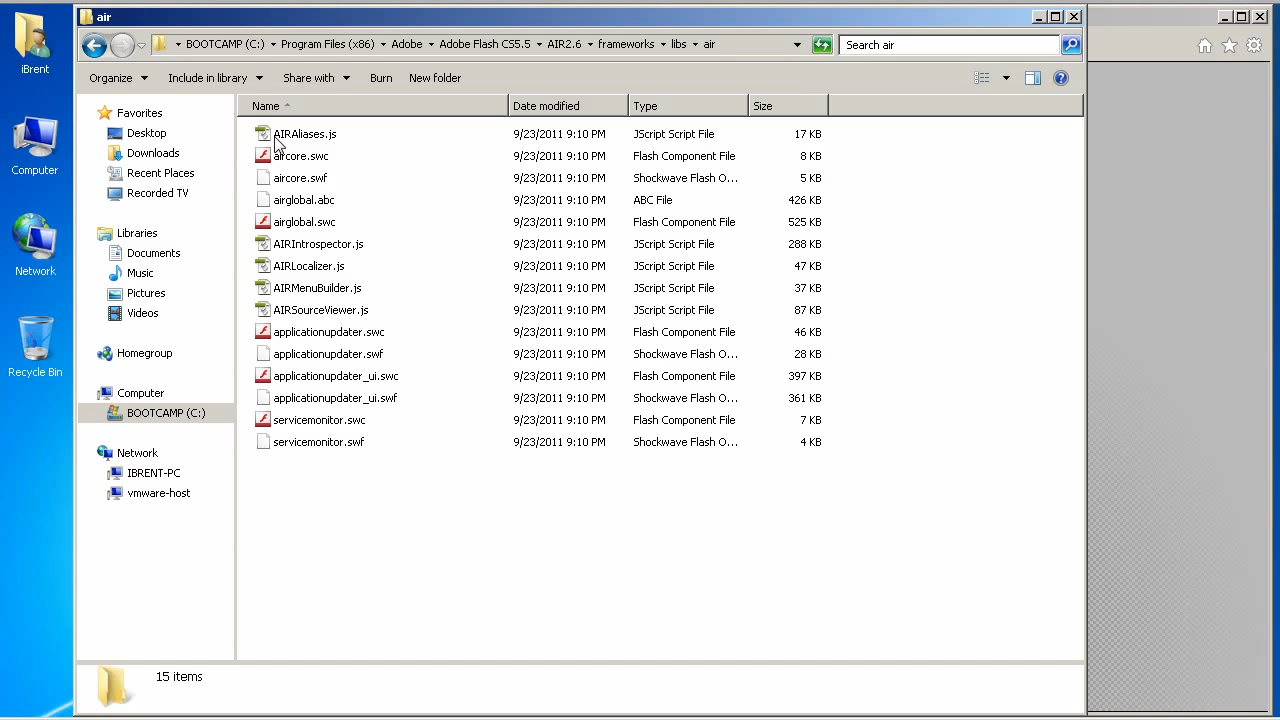 iBrent
Computer
Network
Recycle Bin
air
BOOTCAMP (C:) Program Files (x86) Adobe Adobe Flash CS5.5 AIR2.6 frameworks libs air
Search air
Organize Include in library Share with Burn New folder
Favorites
Desktop
Downloads
Recent Places
Recorded TV
Libraries
Documents
Music
Pictures
Videos
Homegroup
Computer
BOOTCAMP (C:)
Network
IBRENT-PC
vmware-host
Name Date modified Type Size
AIRAliases.js 9/23/2011 9:10 PM JScript Script File 17 KB
aircore.swc 9/23/2011 9:10 PM Flash Component File 8 KB
aircore.swf 9/23/2011 9:10 PM Shockwave Flash O... 5 KB
airglobal.abc 9/23/2011 9:10 PM ABC File 426 KB
airglobal.swc 9/23/2011 9:10 PM Flash Component File 525 KB
AIRIntrospector.js 9/23/2011 9:10 PM JScript Script File 288 KB
AIRLocalizer.js 9/23/2011 9:10 PM JScript Script File 47 KB
AIRMenuBuilder.js 9/23/2011 9:10 PM JScript Script File 37 KB
AIRSourceViewer.js 9/23/2011 9:10 PM JScript Script File 87 KB
applicationupdater.swc 9/23/2011 9:10 PM Flash Component File 46 KB
applicationupdater.swf 9/23/2011 9:10 PM Shockwave Flash O... 28 KB
applicationupdater_ui.swc 9/23/2011 9:10 PM Flash Component File 397 KB
applicationupdater_ui.swf 9/23/2011 9:10 PM Shockwave Flash O... 361 KB
servicemonitor.swc 9/23/2011 9:10 PM Flash Component File 7 KB
servicemonitor.swf 9/23/2011 9:10 PM Shockwave Flash O... 4 KB
15 items